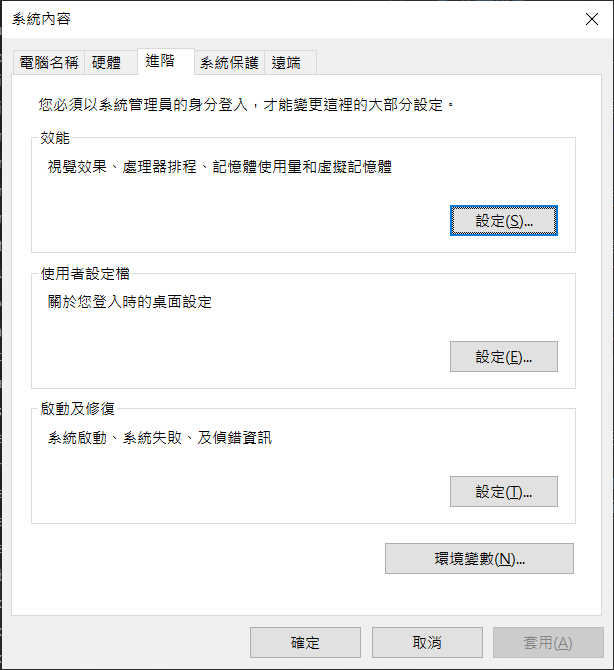 系統內容
電腦名稱 硬體 進階 系統保護 遠端
您必須以系統管理員的身分登入，才能變更這裡的大部分設定。
效能
視覺效果、處理器排程、記憶體使用量和虛擬記憶體
設定(S)...
使用者設定檔
關於您登入時的桌面設定
設定(E)...
啟動及修復
系統啟動、系統失敗、及偵錯資訊
設定(T)...
環境變數(N)...
確定 取消 套用(A)